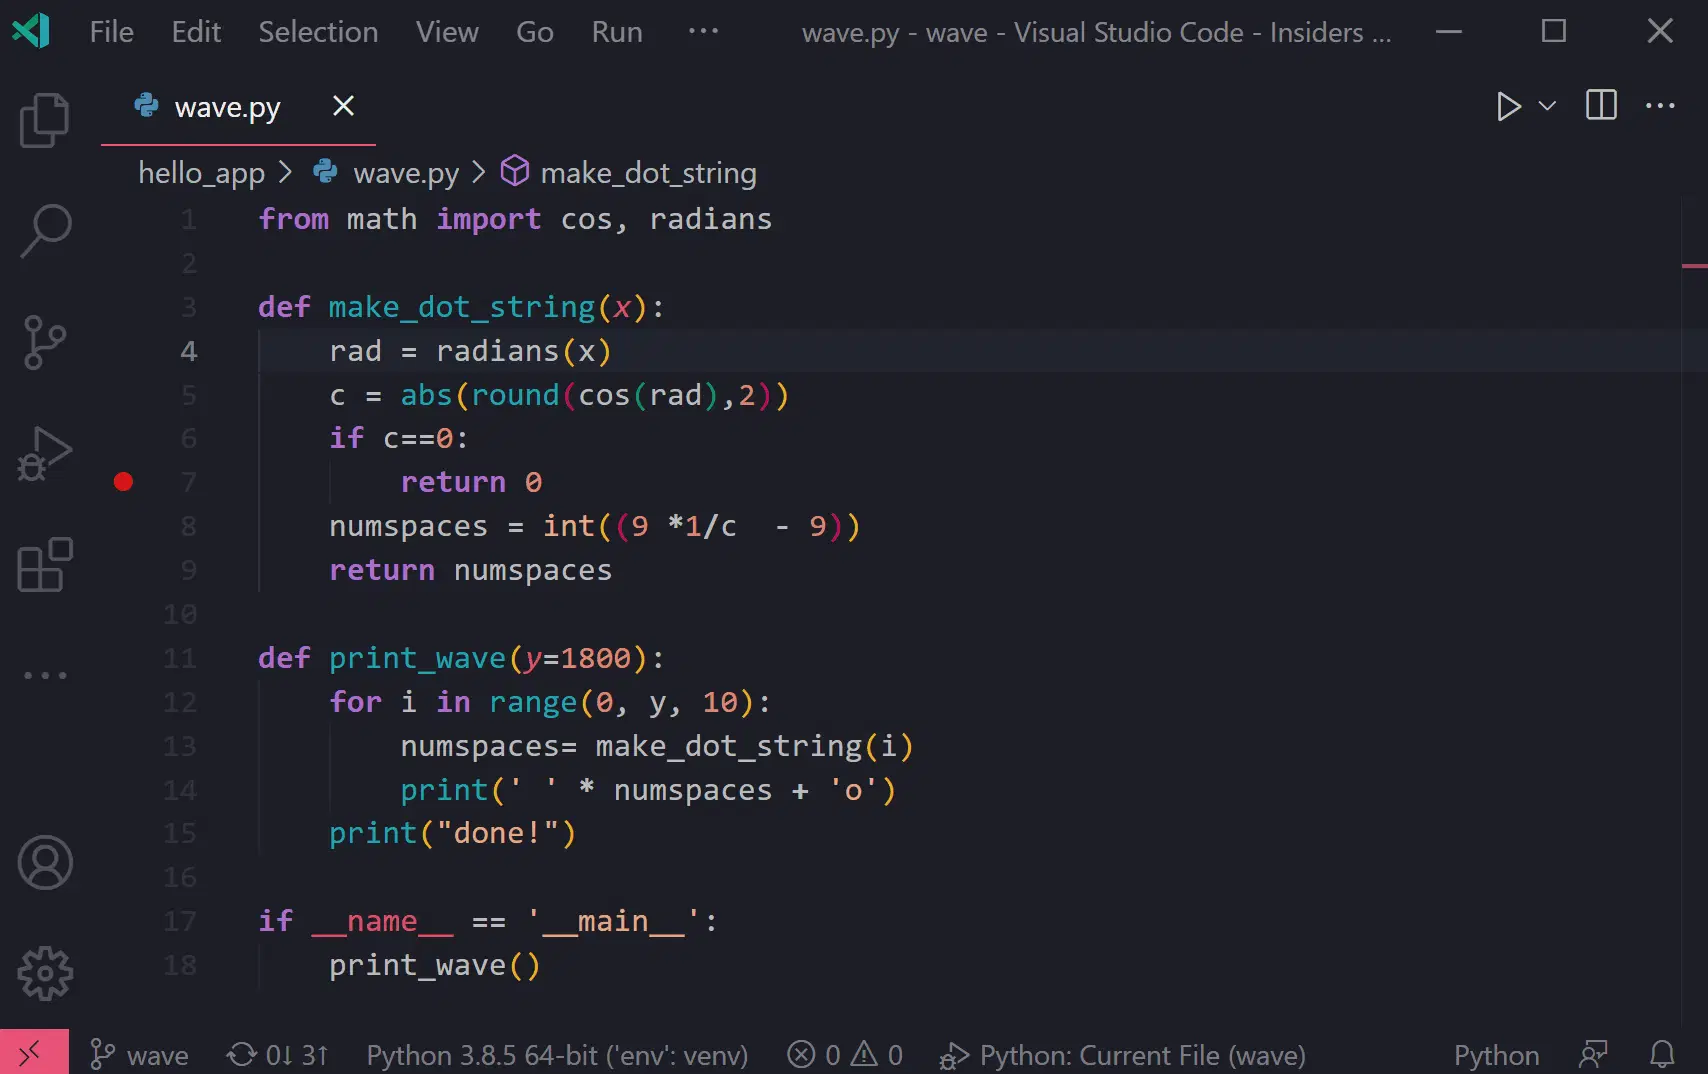 File Edit Selection View Go Run ··· wave.py - wave - Visual Studio Code - Insiders ...
wave.py
hello_app > wave.py > make_dot_string
1 from math import cos, radians
2
3 def make_dot_string(x):
4     rad = radians(x)
5     c = abs(round(cos(rad),2))
6     if c==0:
7         return 0
8     numspaces = int((9 *1/c  - 9))
9     return numspaces
10
11 def print_wave(y=1800):
12     for i in range(0, y, 10):
13         numspaces= make_dot_string(i)
14         print(' ' * numspaces + 'o')
15     print("done!")
16
17 if __name__ == '__main__':
18     print_wave()
wave 0↓ 3↑ Python 3.8.5 64-bit ('env': venv) 0 0 Python: Current File (wave) Python